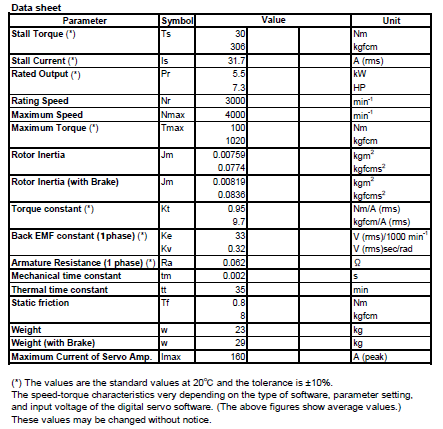 Data sheet
Parameter Symbol Value Unit
Stall Torque (*) Ts 30 Nm
306 kgfcm
Stall Current (*) Is 31.7 A (rms)
Rated Output (*) Pr 5.5 kW
7.3 HP
Rating Speed Nr 3000 min⁻¹
Maximum Speed Nmax 4000 min⁻¹
Maximum Torque (*) Tmax 100 Nm
1020 kgfcm
Rotor Inertia Jm 0.00759 kgm²
0.0774 kgfcms²
Rotor Inertia (with Brake) Jm 0.00819 kgm²
0.0836 kgfcms²
Torque constant (*) Kt 0.95 Nm/A (rms)
9.7 kgfcm/A (rms)
Back EMF constant (1phase) (*) Ke 33 V (rms)/1000 min⁻¹
Kv 0.32 V (rms)sec/rad
Armature Resistance (1 phase) (*) Ra 0.062 Ω
Mechanical time constant tm 0.002 s
Thermal time constant tt 35 min
Static friction Tf 0.8 Nm
8 kgfcm
Weight w 23 kg
Weight (with Brake) w 29 kg
Maximum Current of Servo Amp. Imax 160 A (peak)
(*) The values are the standard values at 20°C and the tolerance is ±10%.
The speed-torque characteristics very depending on the type of software, parameter setting,
and input voltage of the digital servo software. (The above figures show average values.)
These values may be changed without notice.